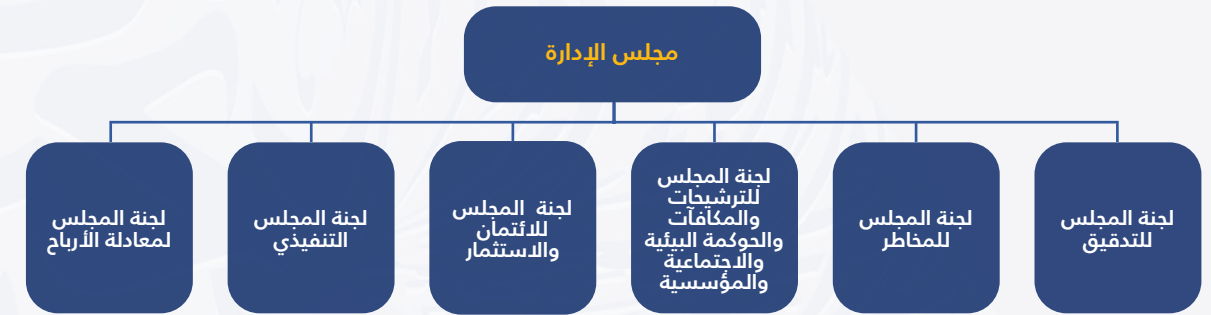 مجلس الإدارة
لجنة المجلس
للتدقيق
لجنة المجلس
للمخاطر
لجنة المجلس
للترشيحات
والمكافآت
والحوكمة البيئية
والاجتماعية
والمؤسسية
لجنة المجلس
للائتمان
والاستثمار
لجنة المجلس
التنفيذي
لجنة المجلس
لمعادلة الأرباح